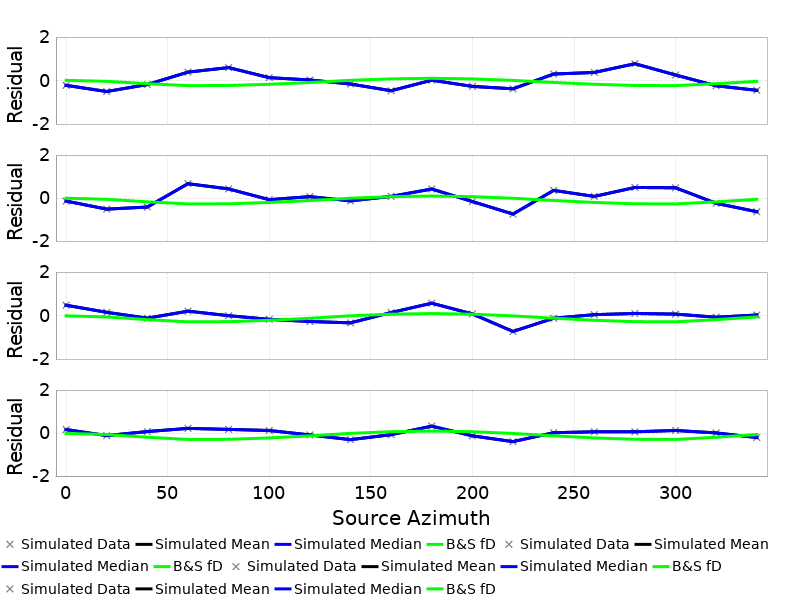 2
0
-2
Residual
2
0
-2
Residual
2
0
-2
Residual
2
0
-2
Residual
0 50 100 150 200 250 300
Source Azimuth
× Simulated Data Simulated Mean Simulated Median B&S fD × Simulated Data Simulated Mean
Simulated Median B&S fD × Simulated Data Simulated Mean Simulated Median B&S fD
× Simulated Data Simulated Mean Simulated Median B&S fD